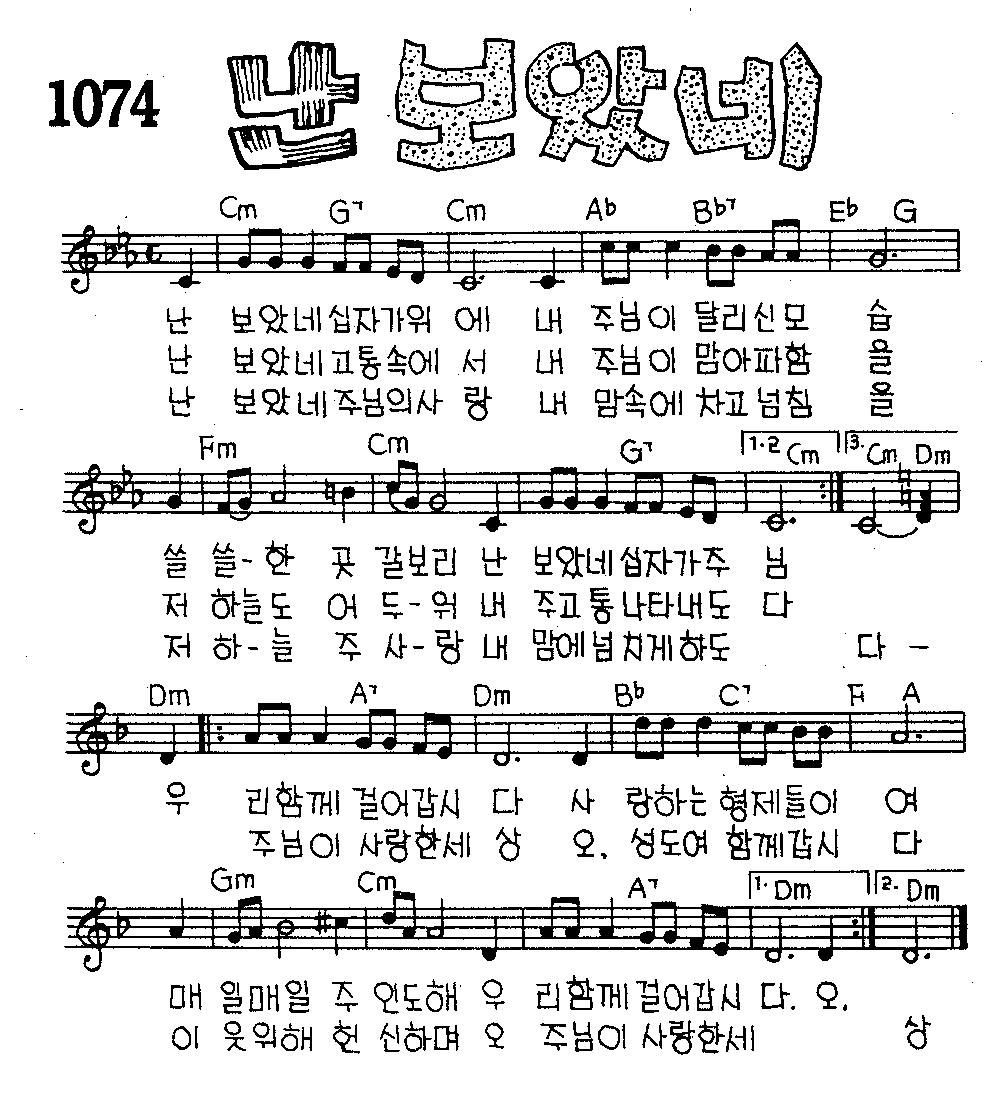 1074 난 보았네
Cm G7 Cm Ab Bb7 Eb G
난 보았네십자가위 에 내 주님이 달리신모 습
난 보았네고통속에 서 내 주님이 맘아파함 을
난 보았네주님의사 랑 내 맘속에 차고넘침 을
Fm Cm G7 1.2 Cm 3. Cm Dm
쓸 쓸-한 곳 갈보리 난 보았네십자가주 님
저 하늘도 어 두-워 내 주고통나타내도 다
저 하-늘 주 사-랑 내 맘에넘치게하도 다 -
Dm A7 Dm Bb C7 F A
우 리함께 걸어갑시 다 사 랑하는 형제들이 여
주님이 사랑한세 상 오, 성도여 함께갑시 다
Gm Cm A7 1. Dm 2. Dm
매 일매일 주 인도해 우 리함께걸어갑시 다. 오,
이 웃위해 헌 신하며 오 주님이사랑한세 상